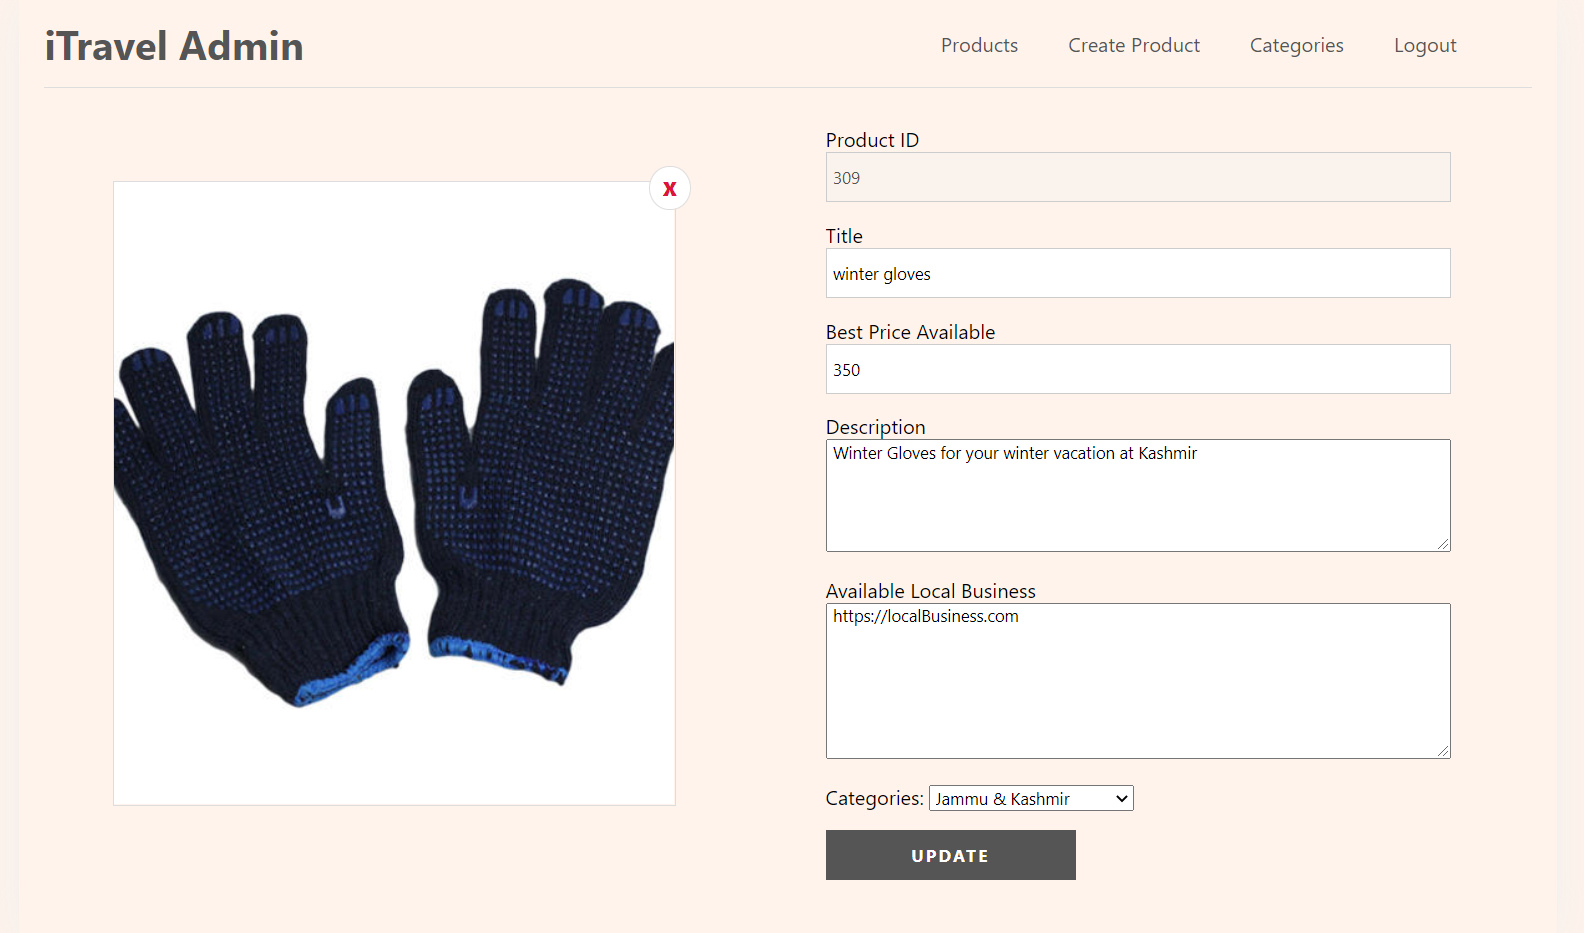 iTravel Admin
Products
Create Product
Categories
Logout
X
Product ID
309
Title
winter gloves
Best Price Available
350
Description
Winter Gloves for your winter vacation at Kashmir
Available Local Business
https://localBusiness.com
Categories: Jammu & Kashmir
UPDATE